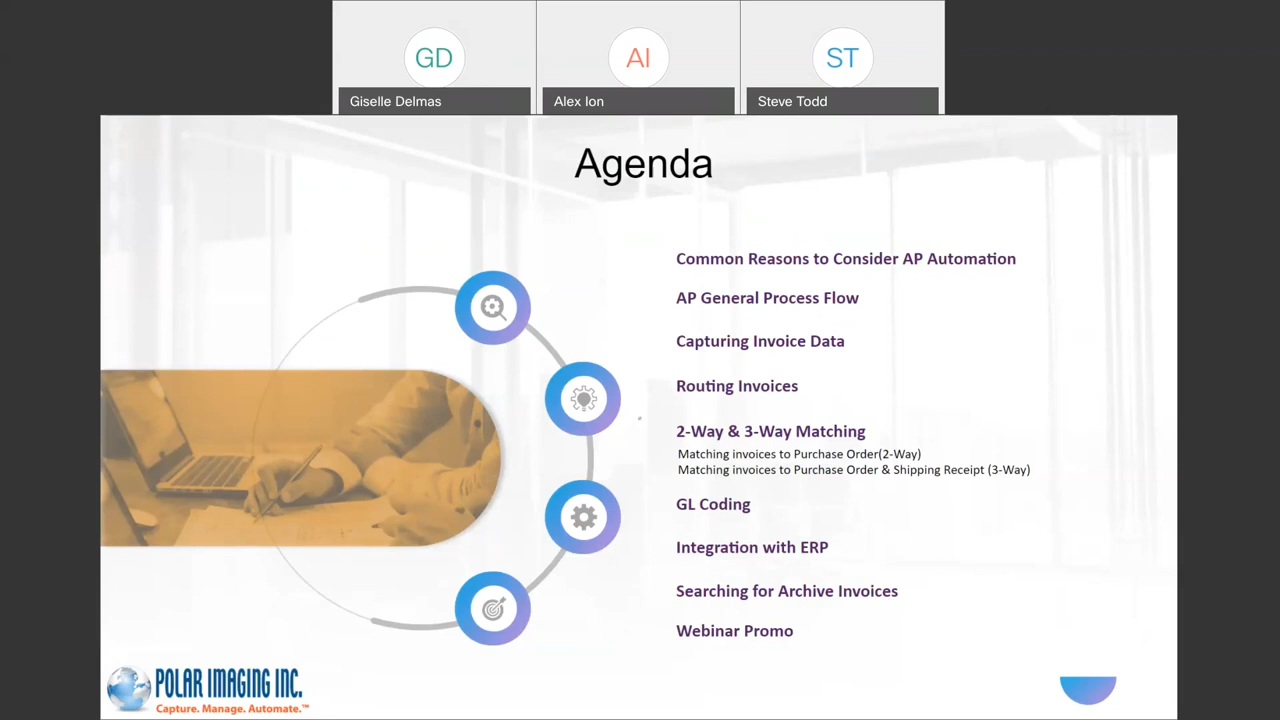 GD
AI
ST
Giselle Delmas
Alex Ion
Steve Todd
Agenda
Common Reasons to Consider AP Automation
AP General Process Flow
Capturing Invoice Data
Routing Invoices
2-Way & 3-Way Matching
Matching invoices to Purchase Order(2-Way)
Matching invoices to Purchase Order & Shipping Receipt (3-Way)
GL Coding
Integration with ERP
Searching for Archive Invoices
Webinar Promo
POLAR IMAGING INC.
Capture. Manage. Automate.™